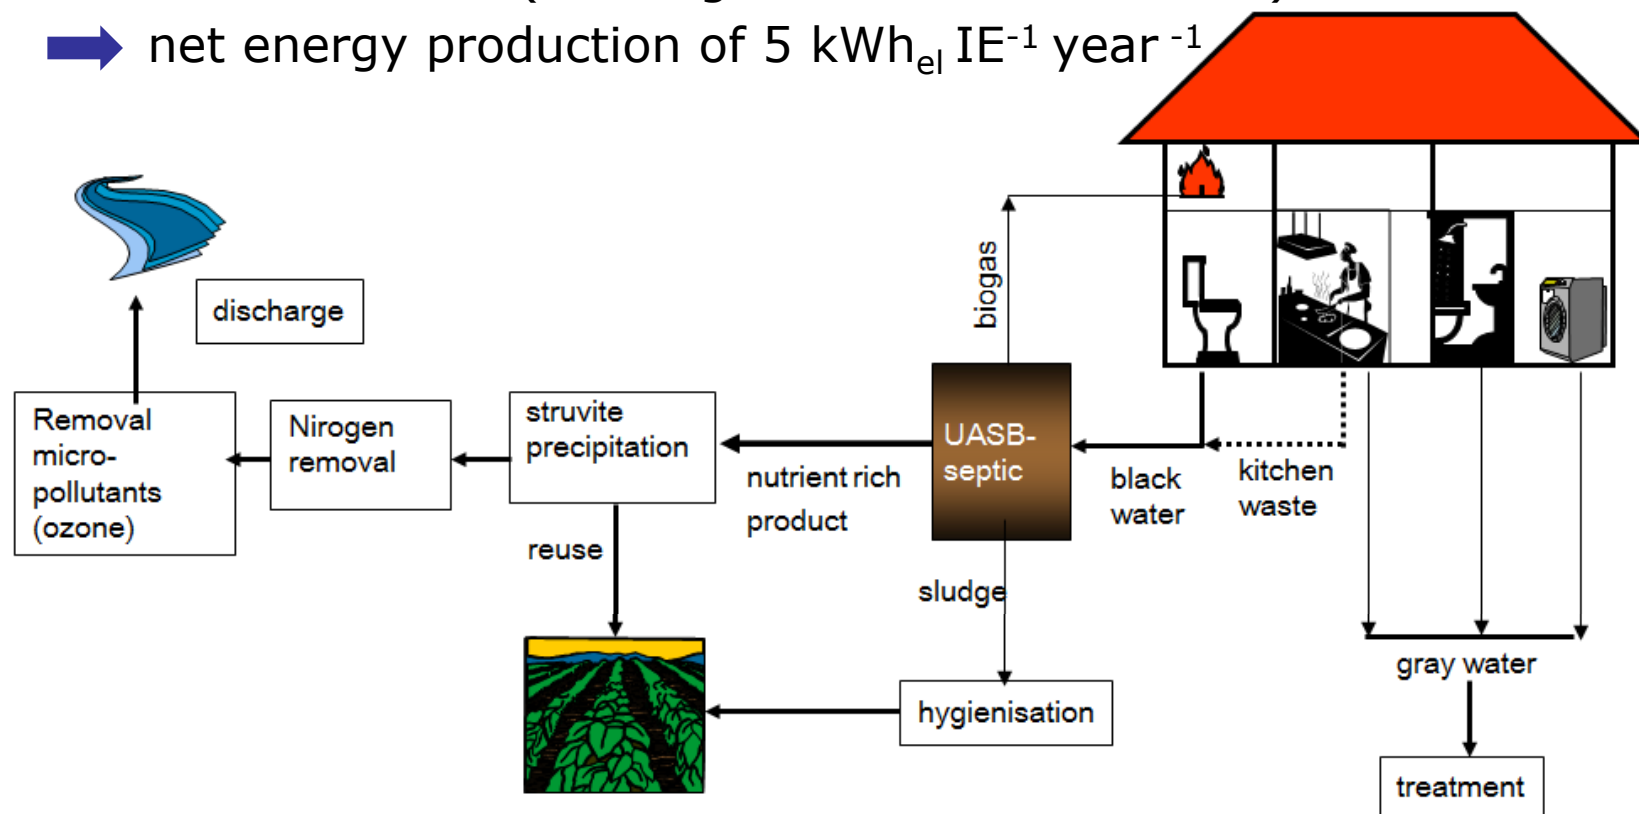 net energy production of 5 kWhel IE-1 year -1
biogas
discharge
Removal
micro-
pollutants
(ozone)
Nirogen
removal
struvite
precipitation
UASB-
septic
nutrient rich
product
black
water
kitchen
waste
reuse
sludge
gray water
hygienisation
treatment